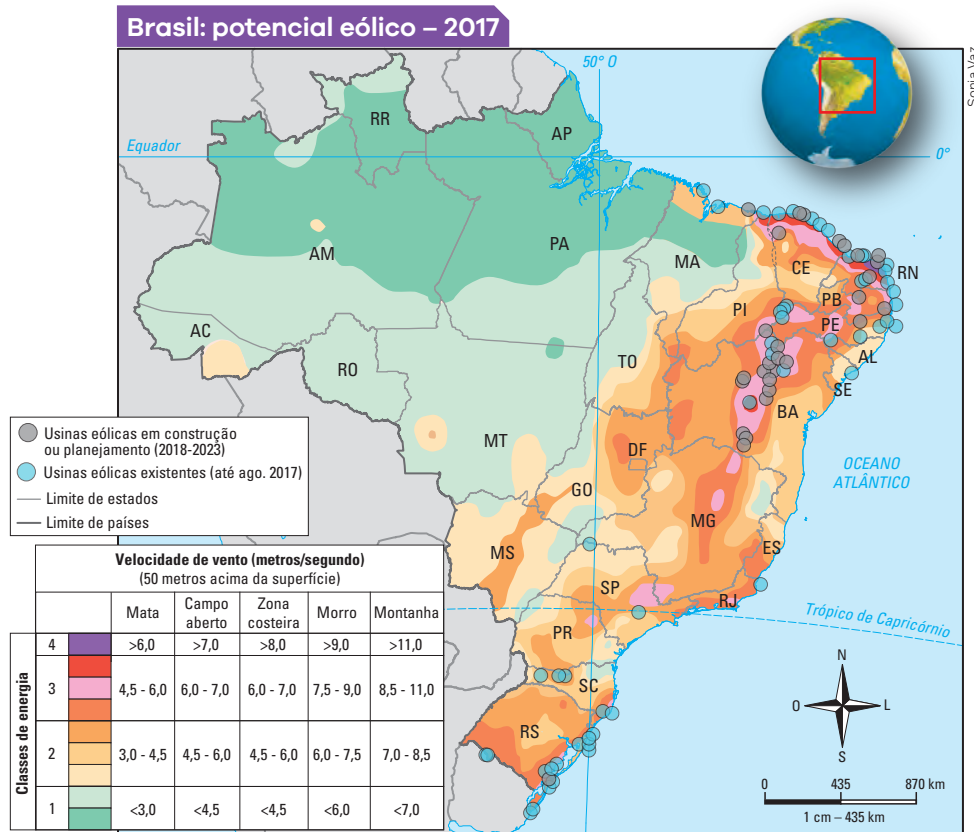 Brasil: potencial eólico – 2017
Sonia Vaz
50° O
Equador
0°
RR
AP
AM
PA
MA
CE
RN
PI
PB
PE
AC
TO
AL
RO
SE
BA
MT
DF
GO
MG
ES
MS
SP
RJ
PR
SC
RS
OCEANO
ATLÂNTICO
Trópico de Capricórnio
Usinas eólicas em construção
ou planejamento (2018-2023)
Usinas eólicas existentes (até ago. 2017)
Limite de estados
Limite de países
Velocidade de vento (metros/segundo)
(50 metros acima da superfície)
Mata Campo aberto Zona costeira Morro Montanha
Classes de energia
4 >6,0 >7,0 >8,0 >9,0 >11,0
3 4,5 - 6,0 6,0 - 7,0 6,0 - 7,0 7,5 - 9,0 8,5 - 11,0
2 3,0 - 4,5 4,5 - 6,0 4,5 - 6,0 6,0 - 7,5 7,0 - 8,5
1 <3,0 <4,5 <4,5 <6,0 <7,0
N
O L
S
0 435 870 km
1 cm – 435 km